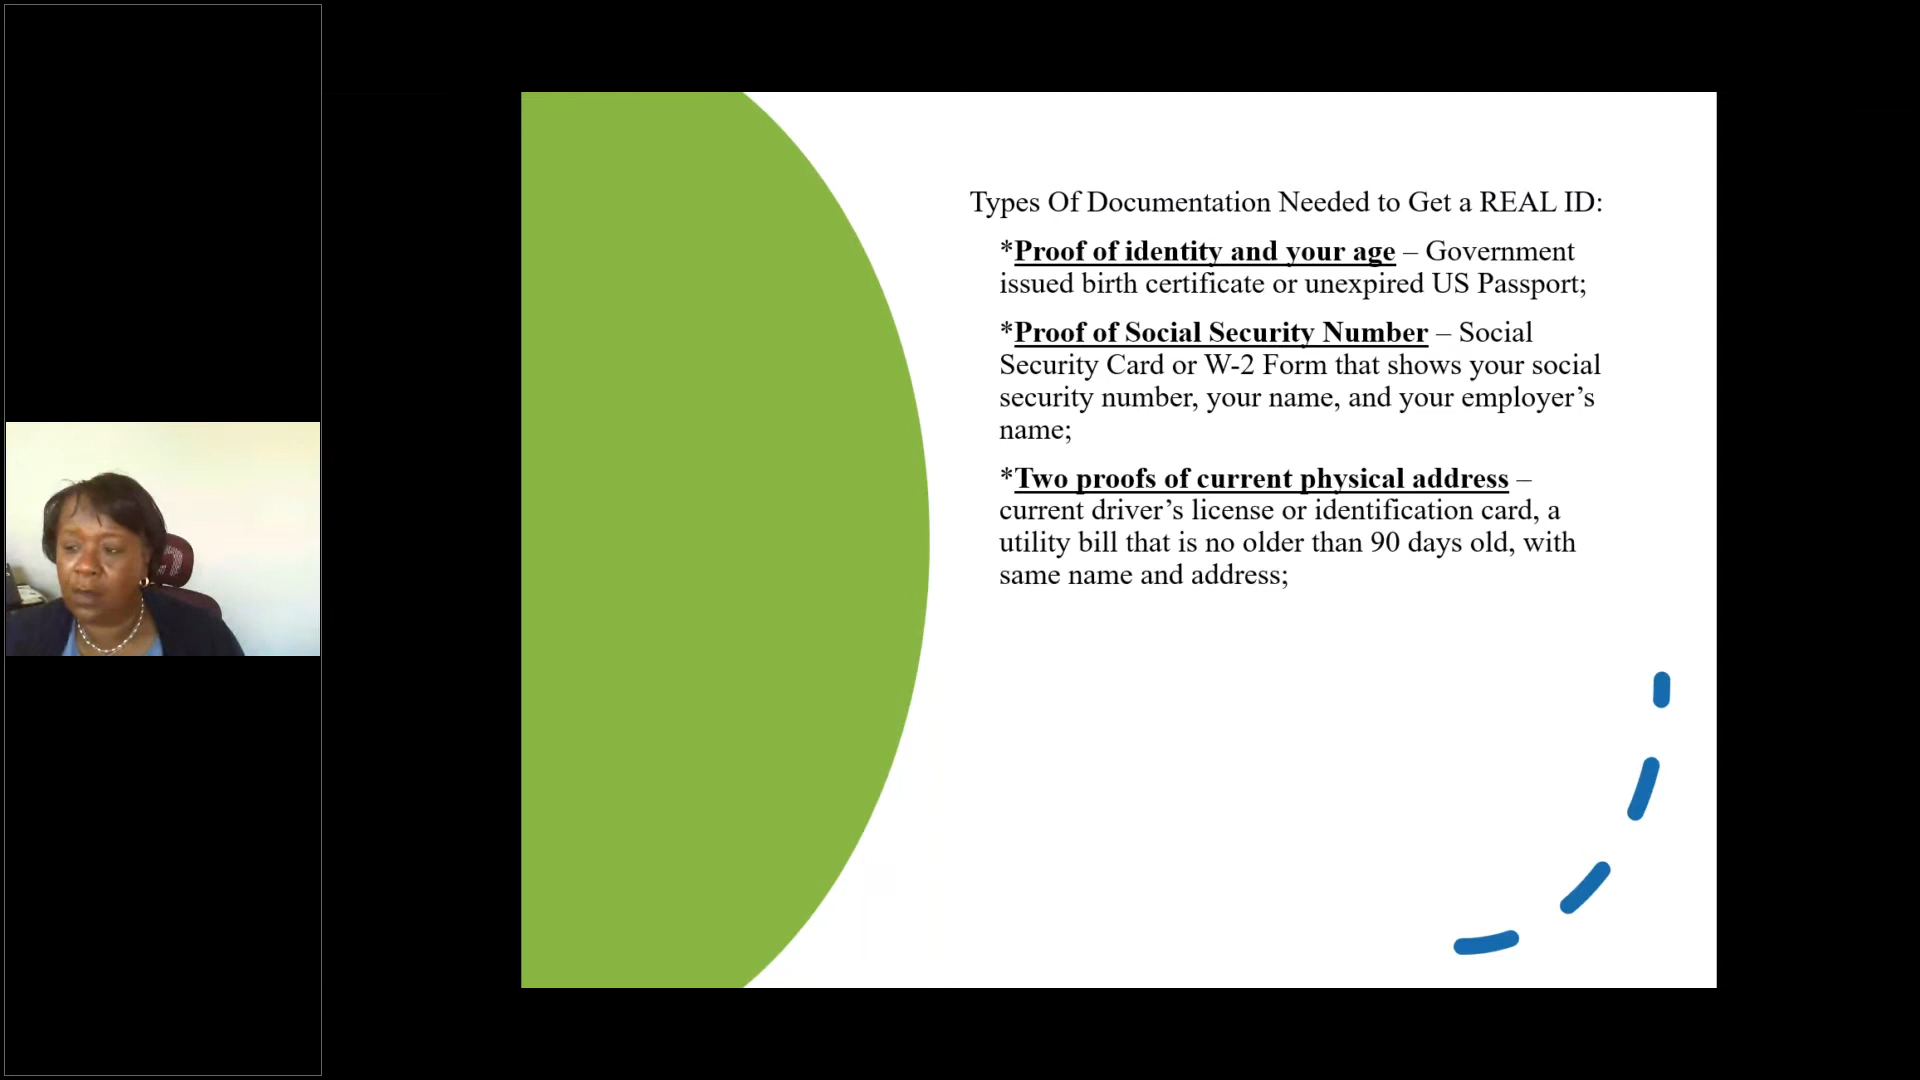 Types Of Documentation Needed to Get a REAL ID:
*Proof of identity and your age – Government
issued birth certificate or unexpired US Passport;
*Proof of Social Security Number – Social
Security Card or W-2 Form that shows your social
security number, your name, and your employer’s
name;
*Two proofs of current physical address –
current driver’s license or identification card, a
utility bill that is no older than 90 days old, with
same name and address;